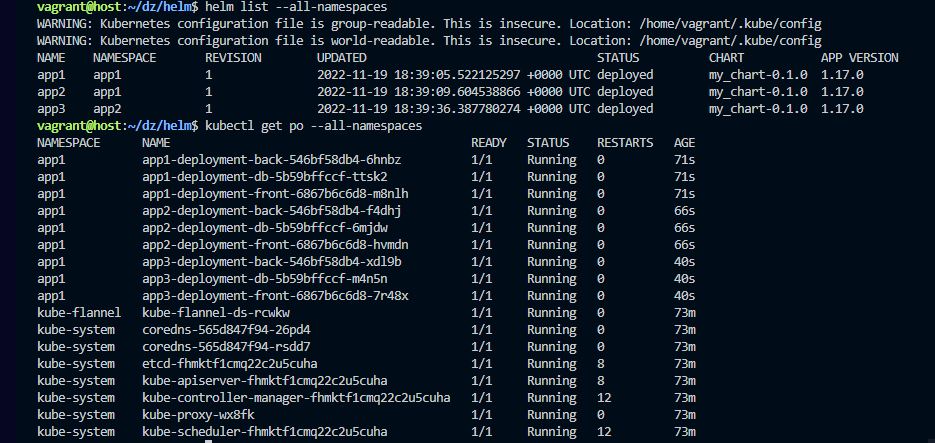 vagrant@host:~/dz/helm$ helm list --all-namespaces
WARNING: Kubernetes configuration file is group-readable. This is insecure. Location: /home/vagrant/.kube/config
WARNING: Kubernetes configuration file is world-readable. This is insecure. Location: /home/vagrant/.kube/config
NAME NAMESPACE REVISION UPDATED STATUS CHART APP VERSION
app1 app1 1 2022-11-19 18:39:05.522125297 +0000 UTC deployed my_chart-0.1.0 1.17.0
app2 app1 1 2022-11-19 18:39:09.604538866 +0000 UTC deployed my_chart-0.1.0 1.17.0
app3 app2 1 2022-11-19 18:39:36.387780274 +0000 UTC deployed my_chart-0.1.0 1.17.0
vagrant@host:~/dz/helm$ kubectl get po --all-namespaces
NAMESPACE NAME READY STATUS RESTARTS AGE
app1 app1-deployment-back-546bf58db4-6hnbz 1/1 Running 0 71s
app1 app1-deployment-db-5b59bffccf-ttsk2 1/1 Running 0 71s
app1 app1-deployment-front-6867b6c6d8-m8nlh 1/1 Running 0 71s
app1 app2-deployment-back-546bf58db4-f4dhj 1/1 Running 0 66s
app1 app2-deployment-db-5b59bffccf-6mjdw 1/1 Running 0 66s
app1 app2-deployment-front-6867b6c6d8-hvmdn 1/1 Running 0 66s
app1 app3-deployment-back-546bf58db4-xdl9b 1/1 Running 0 40s
app1 app3-deployment-db-5b59bffccf-m4n5n 1/1 Running 0 40s
app1 app3-deployment-front-6867b6c6d8-7r48x 1/1 Running 0 40s
kube-flannel kube-flannel-ds-rcwkw 1/1 Running 0 73m
kube-system coredns-565d847f94-26pd4 1/1 Running 0 73m
kube-system coredns-565d847f94-rsdd7 1/1 Running 0 73m
kube-system etcd-fhmktf1cmq22c2u5cuha 1/1 Running 8 73m
kube-system kube-apiserver-fhmktf1cmq22c2u5cuha 1/1 Running 8 73m
kube-system kube-controller-manager-fhmktf1cmq22c2u5cuha 1/1 Running 12 73m
kube-system kube-proxy-wx8fk 1/1 Running 0 73m
kube-system kube-scheduler-fhmktf1cmq22c2u5cuha 1/1 Running 12 73m